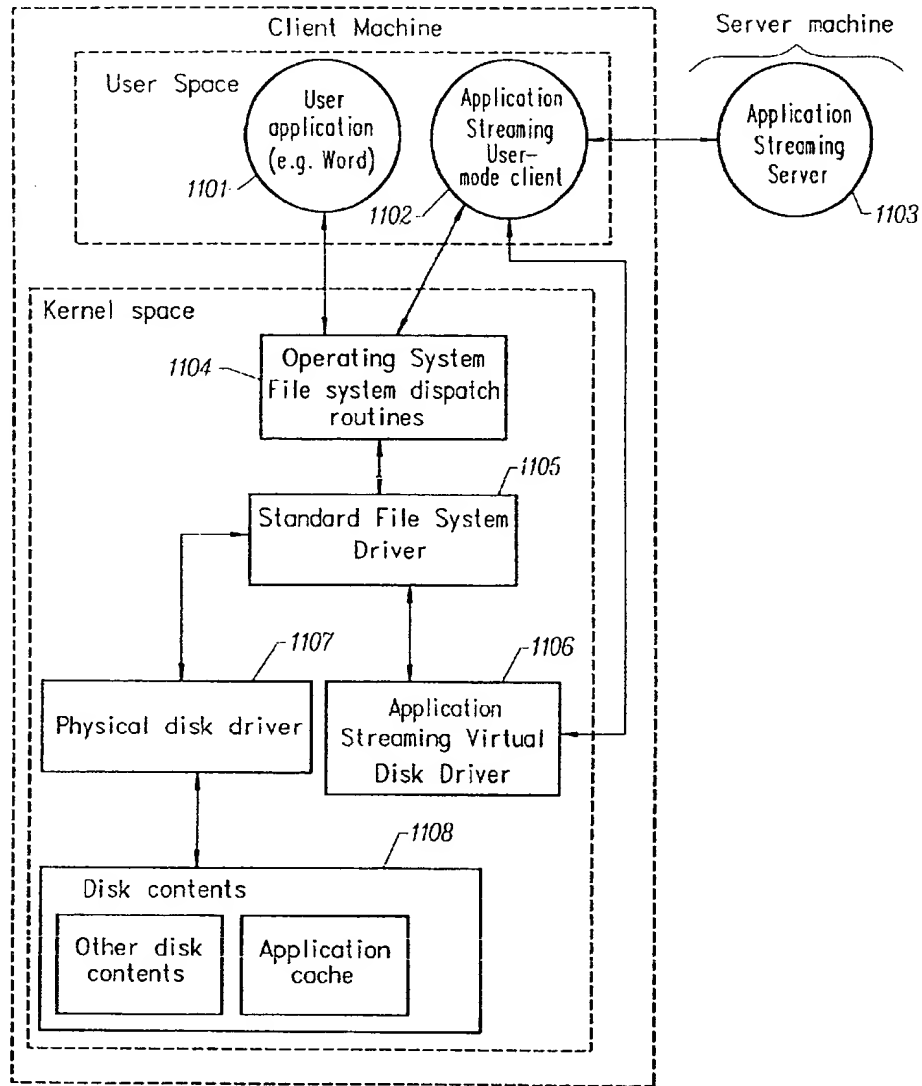 Client Machine
Server machine
User Space
User
application
(e.g. Word)
1101
Application
Streaming
User-
mode client
1102
Application
Streaming
Server
1103
Kernel space
1104
Operating System
File system dispatch
routines
1105
Standard File System
Driver
1107
Physical disk driver
1106
Application
Streaming Virtual
Disk Driver
1108
Disk contents
Other disk
contents
Application
cache